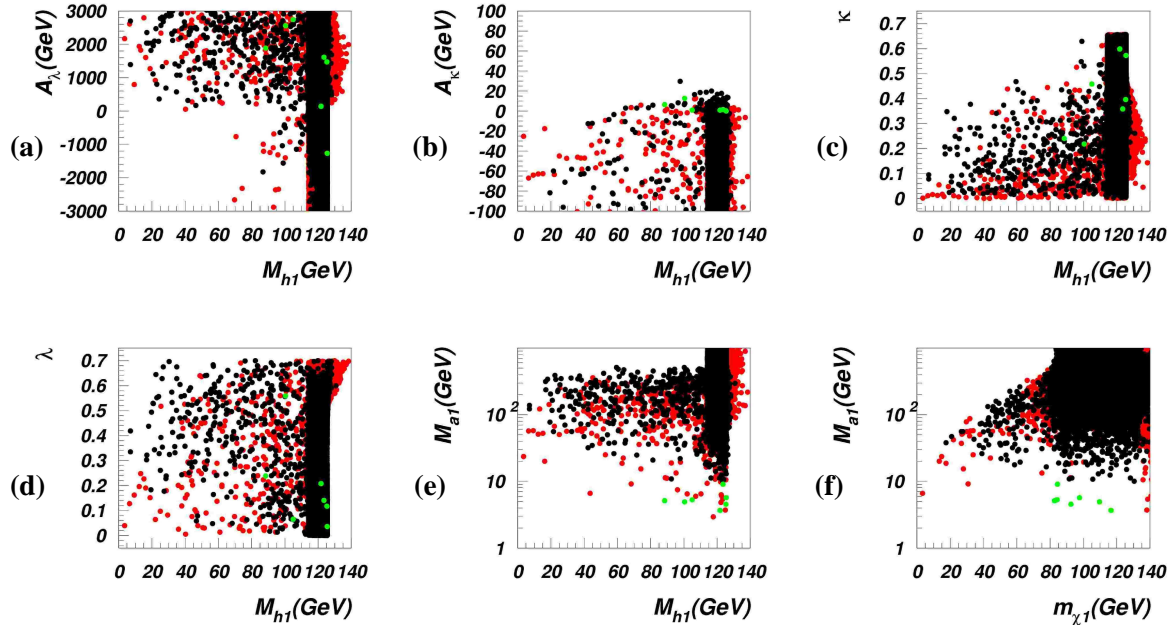 A_λ(GeV)
3000
2000
1000
0
-1000
-2000
3000
(a)
0 20 40 60 80 100 120 140
M_h1GeV)
A_κ(GeV)
100
80
60
40
20
0
-20
-40
-60
-80
-100
(b)
0 20 40 60 80 100 120 140
M_h1(GeV)
κ
0.7
0.6
0.5
0.4
0.3
0.2
0.1
0
(c)
0 20 40 60 80 100 120 140
M_h1(GeV)
λ
0.7
0.6
0.5
0.4
0.3
0.2
0.1
0
(d)
0 20 40 60 80 100 120 140
M_h1(GeV)
M_a1(GeV)
10^2
10
1
(e)
0 20 40 60 80 100 120 140
M_h1(GeV)
M_a1(GeV)
10^2
10
1
(f)
0 20 40 60 80 100 120 140
m_χ1(GeV)